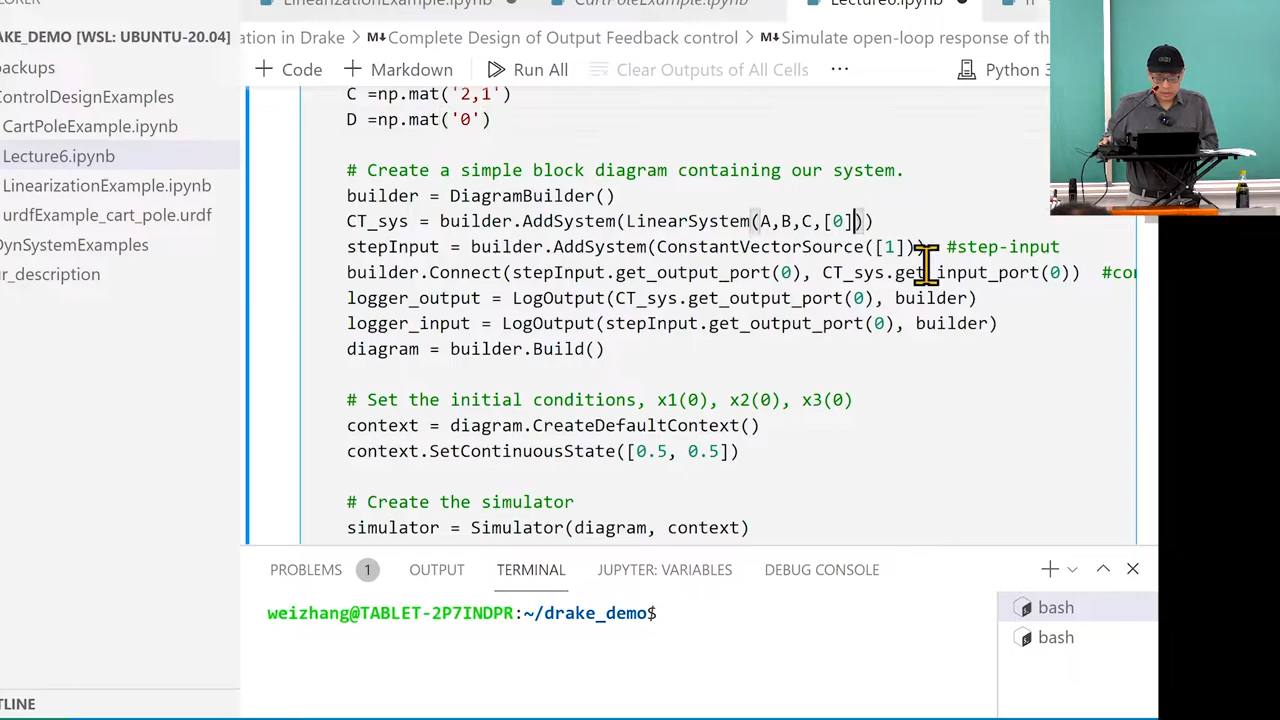 LinearizationExample.ipynb
CartPoleExample.ipynb
Lecture6.ipynb
AKE_DEMO [WSL: UBUNTU-20.04]
ation in Drake > Complete Design of Output Feedback control > Simulate open-loop response of th
ackups
+ Code + Markdown Run All Clear Outputs of All Cells ... Python 3
ontrolDesignExamples
CartPoleExample.ipynb
Lecture6.ipynb
LinearizationExample.ipynb
urdfExample_cart_pole.urdf
DynSystemExamples
r_description
C =np.mat('2,1')
D =np.mat('0')
# Create a simple block diagram containing our system.
builder = DiagramBuilder()
CT_sys = builder.AddSystem(LinearSystem(A,B,C,[0]))
stepInput = builder.AddSystem(ConstantVectorSource([1])) #step-input
builder.Connect(stepInput.get_output_port(0), CT_sys.get_input_port(0)) #con
logger_output = LogOutput(CT_sys.get_output_port(0), builder)
logger_input = LogOutput(stepInput.get_output_port(0), builder)
diagram = builder.Build()
# Set the initial conditions, x1(0), x2(0), x3(0)
context = diagram.CreateDefaultContext()
context.SetContinuousState([0.5, 0.5])
# Create the simulator
simulator = Simulator(diagram, context)
PROBLEMS 1 OUTPUT TERMINAL JUPYTER: VARIABLES DEBUG CONSOLE
weizhang@TABLET-2P7INDPR:~/drake_demo$
bash
bash
TLINE